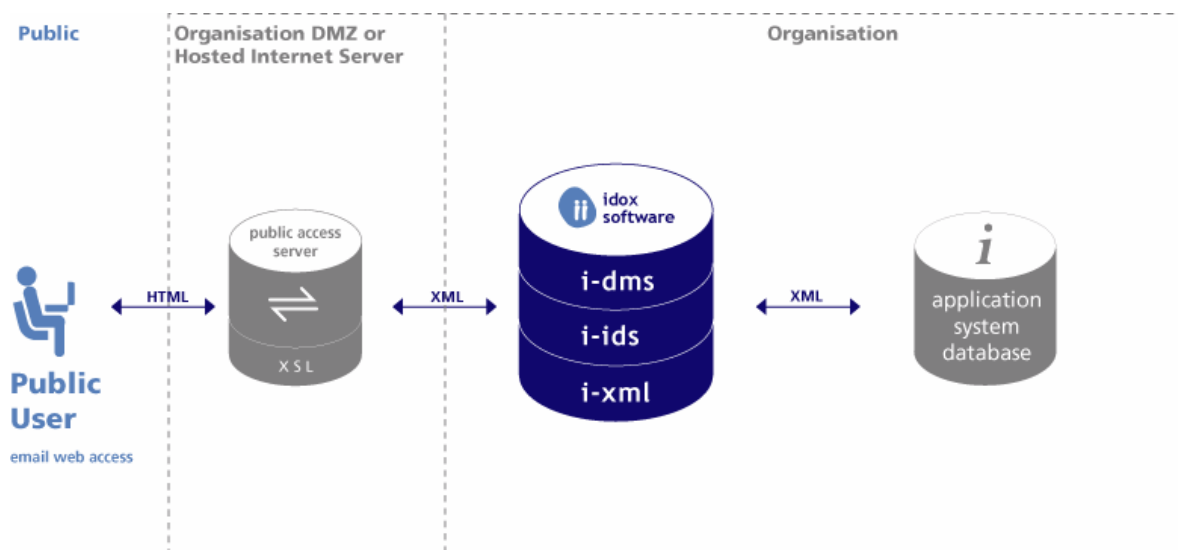 Public
Organisation DMZ or
Hosted Internet Server
Organisation
idox
software
public access
server
i-dms
i
HTML
XML
XML
application
system
database
i-ids
XSL
i-xml
Public
User
email web access